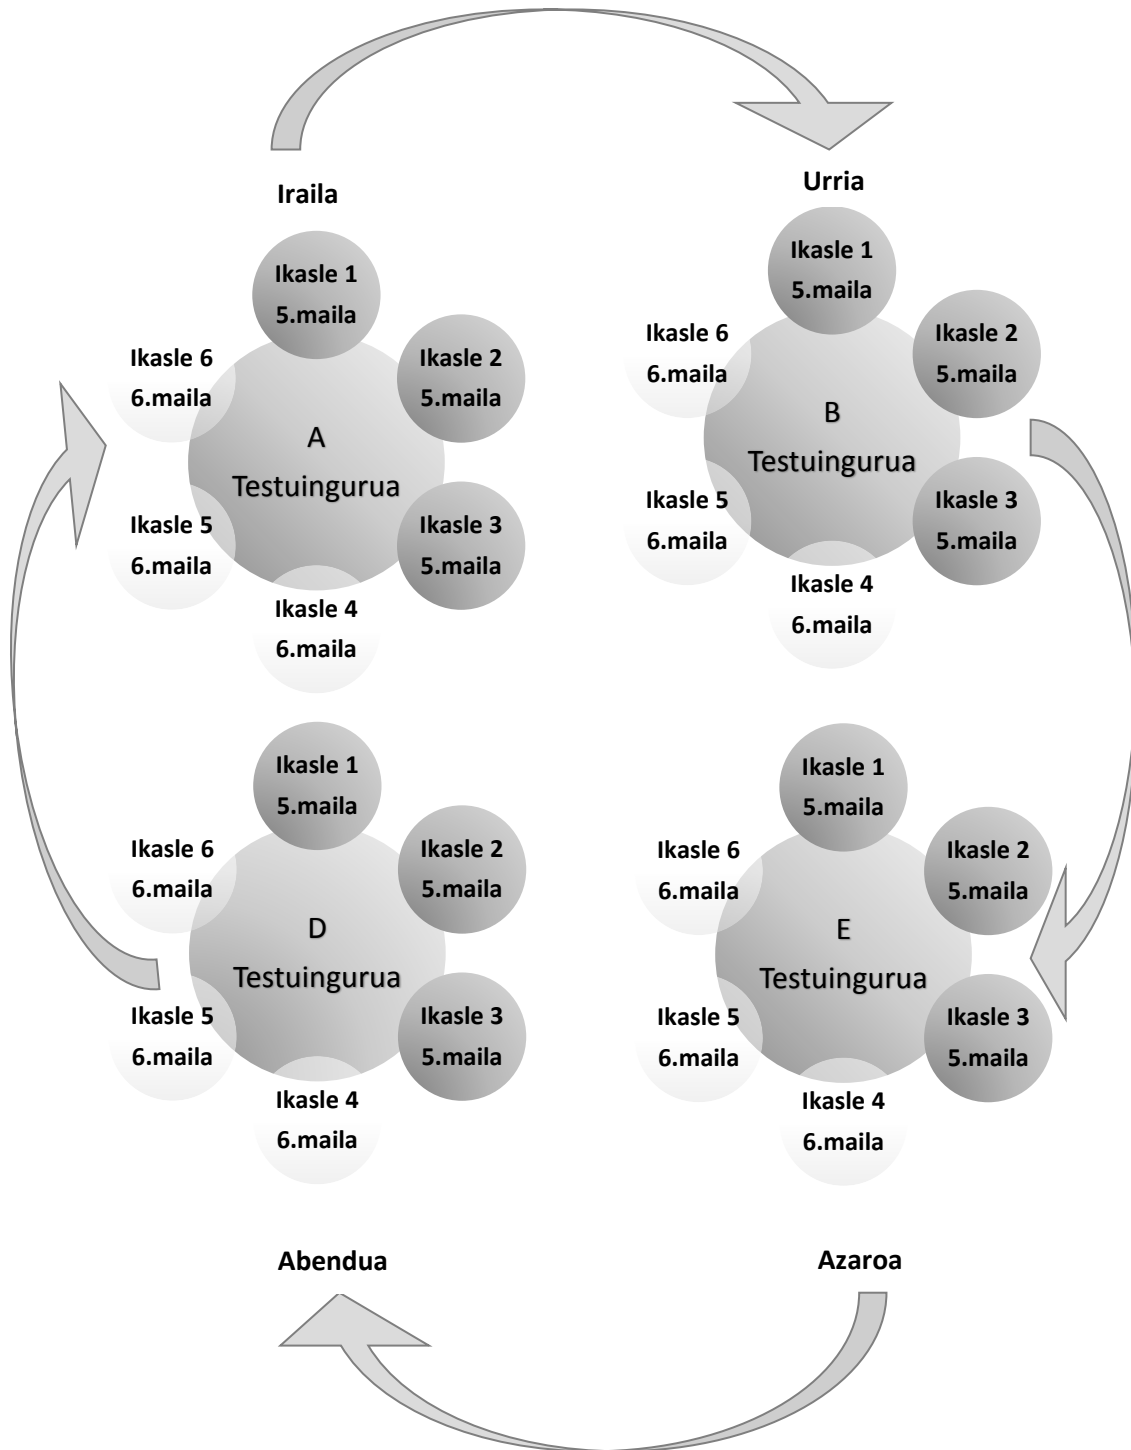 Iraila
Ikasle 1
5.maila
Ikasle 2
5.maila
Ikasle 3
5.maila
Ikasle 4
6.maila
Ikasle 5
6.maila
Ikasle 6
6.maila
A
Testuingurua
Urria
Ikasle 1
5.maila
Ikasle 2
5.maila
Ikasle 3
5.maila
Ikasle 4
6.maila
Ikasle 5
6.maila
Ikasle 6
6.maila
B
Testuingurua
Ikasle 1
5.maila
Ikasle 2
5.maila
Ikasle 3
5.maila
Ikasle 4
6.maila
Ikasle 5
6.maila
Ikasle 6
6.maila
D
Testuingurua
Abendua
Ikasle 1
5.maila
Ikasle 2
5.maila
Ikasle 3
5.maila
Ikasle 4
6.maila
Ikasle 5
6.maila
Ikasle 6
6.maila
E
Testuingurua
Azaroa